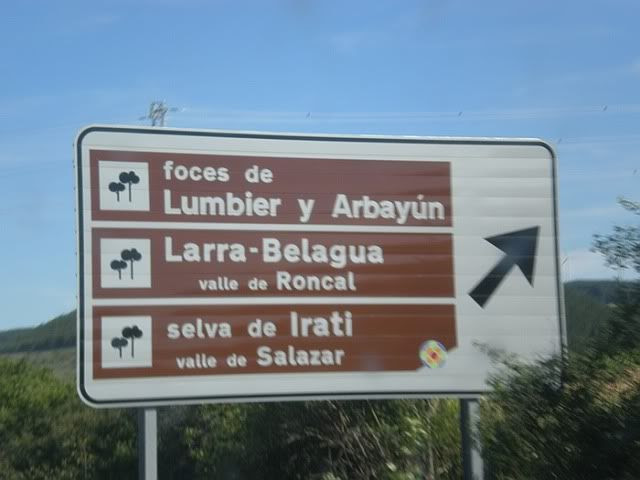 foces de
Lumbier y Arbayún
Larra-Belagua
valle de Roncal
selva de Irati
valle de Salazar